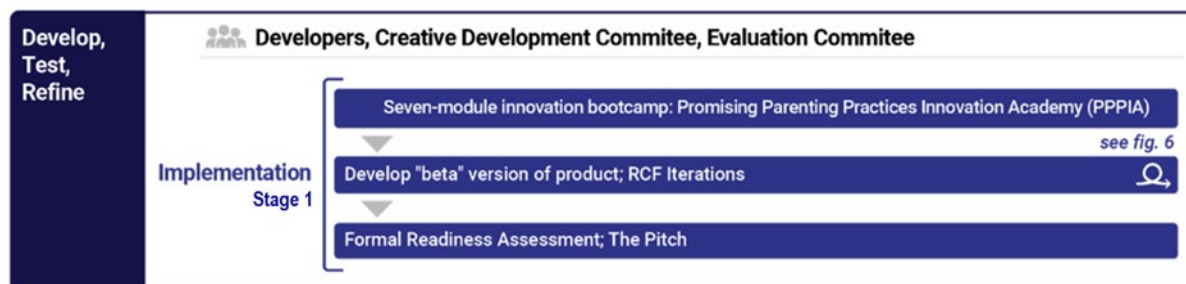 Develop,
Test,
Refine
Developers, Creative Development Commitee, Evaluation Commitee
Seven-module innovation bootcamp: Promising Parenting Practices Innovation Academy (PPPIA)
see fig. 6
Implementation
Stage 1
Develop "beta" version of product; RCF Iterations
Formal Readiness Assessment; The Pitch